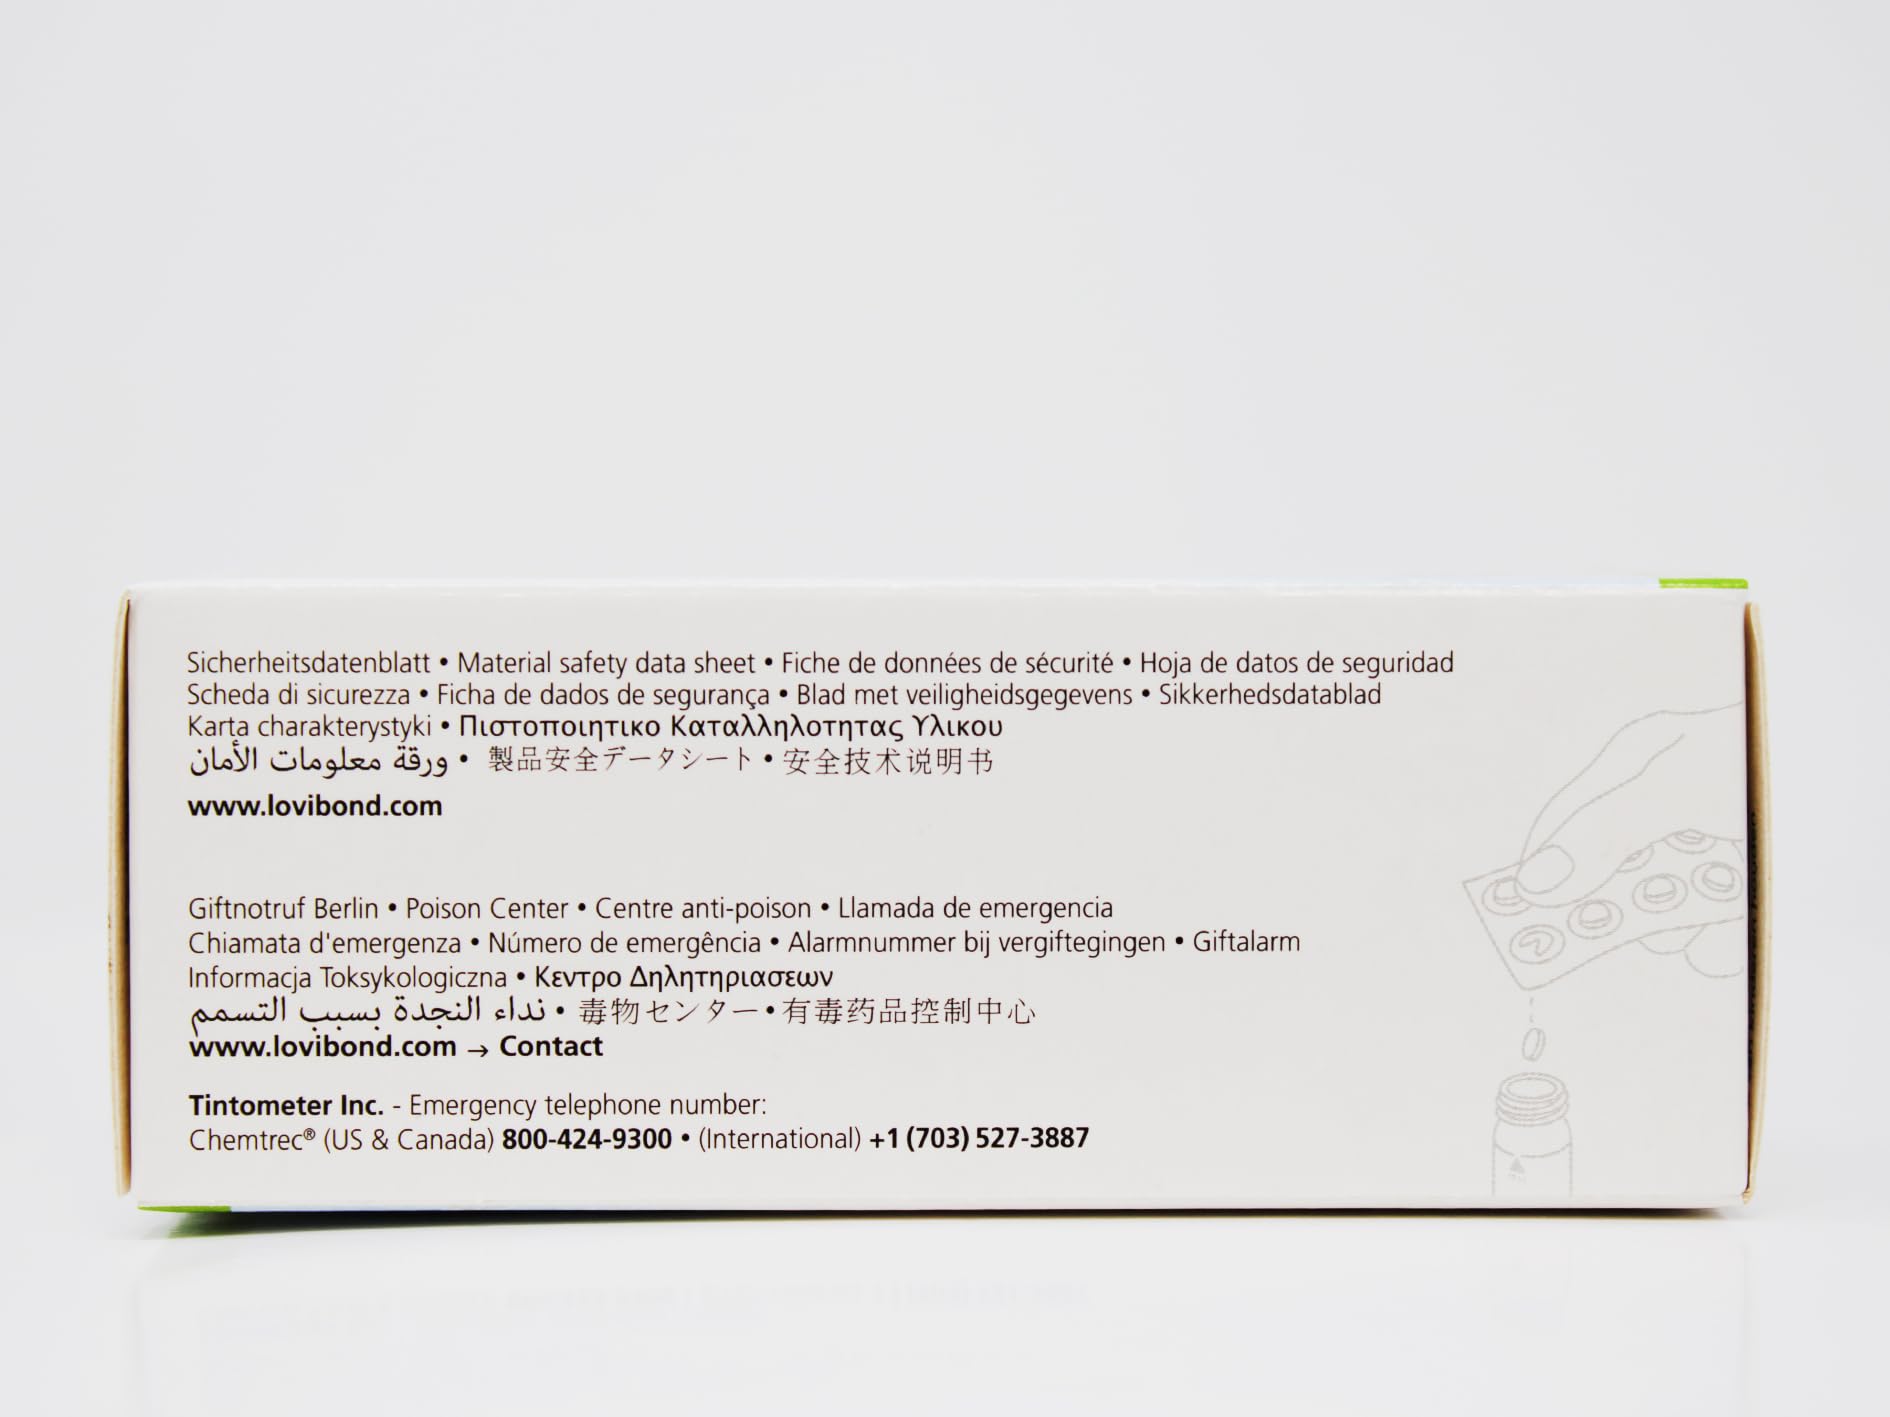 Sicherheitsdatenblatt • Material safety data sheet • Fiche de données de sécurité • Hoja de datos de seguridad
Scheda di sicurezza • Ficha de dados de segurança • Blad met veiligheidsgegevens • Sikkerhedsdatablad
Karta charakterystyki • Πιστοποιητικο Καταλληλοτητας Υλικου
ورقة معلومات الأمان • 製品安全データシート • 安全技术说明书
www.lovibond.com
Giftnotruf Berlin • Poison Center • Centre anti-poison • Llamada de emergencia
Chiamata d'emergenza • Número de emergência • Alarmnummer bij vergiftegingen • Giftalarm
Informacja Toksykologiczna • Κεντρο Δηλητηριασεων
نداء النجدة بسبب التسمم • 毒物センター • 有毒药品控制中心
www.lovibond.com → Contact
Tintometer Inc. - Emergency telephone number:
Chemtrec® (US & Canada) 800-424-9300 • (International) +1 (703) 527-3887